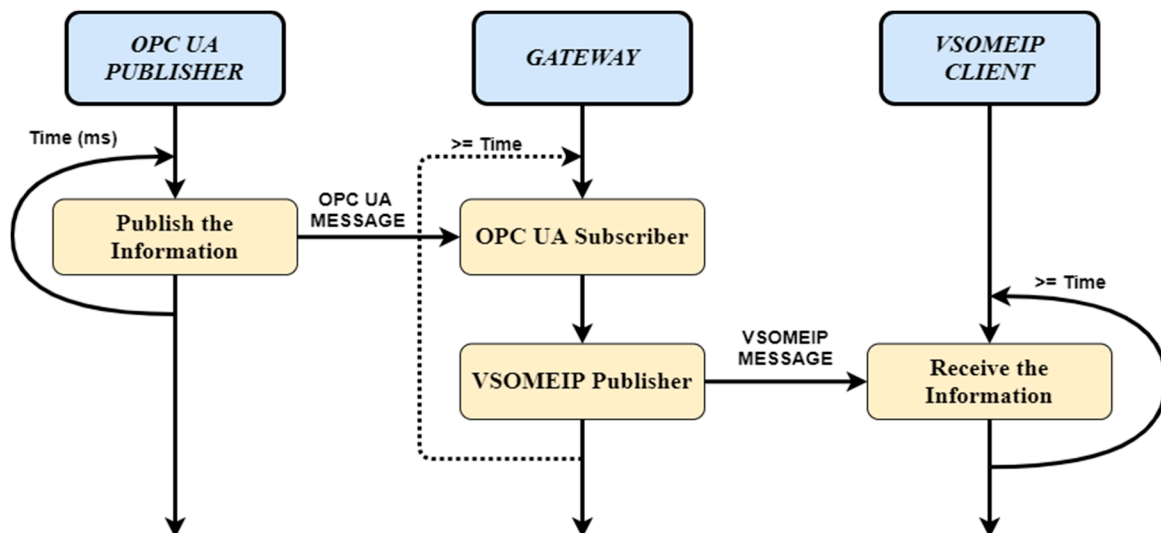 OPC UA
PUBLISHER
GATEWAY
VSOMEIP
CLIENT
Time (ms)
>= Time
Publish the
Information
OPC UA
MESSAGE
OPC UA Subscriber
>= Time
VSOMEIP Publisher
VSOMEIP
MESSAGE
Receive the
Information